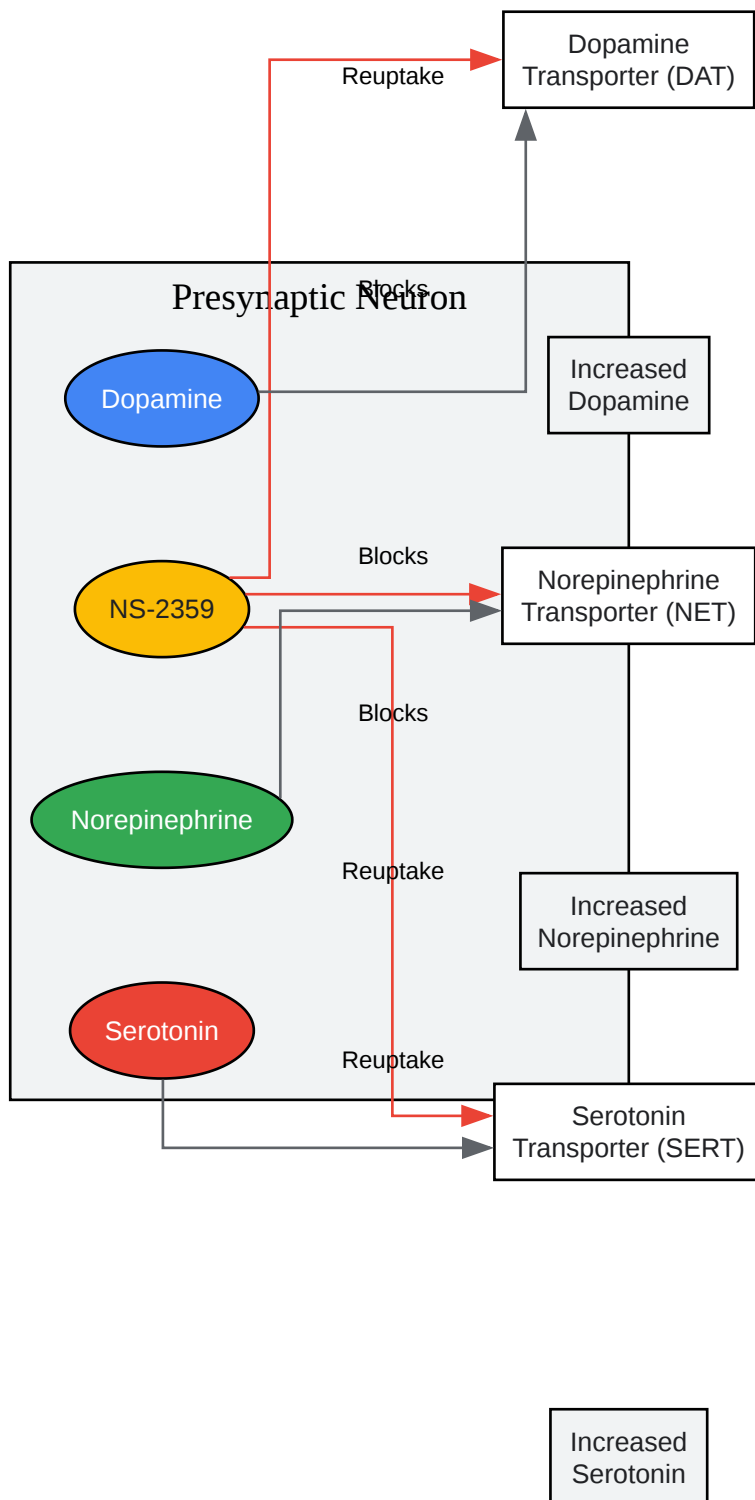 Dopamine
Transporter (DAT)
Reuptake
Blocks
Presynaptic Neuron
Increased
Dopamine
Dopamine
Blocks
Norepinephrine
Transporter (NET)
NS-2359
Blocks
Norepinephrine
Reuptake
Increased
Norepinephrine
Serotonin
Reuptake
Serotonin
Transporter (SERT)
Increased
Serotonin